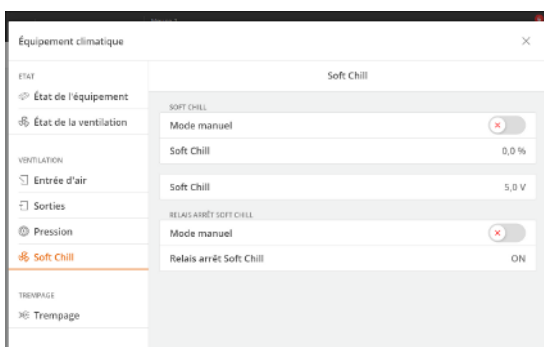 Équipement climatique
ETAT
État de l'équipement
État de la ventilation
VENTILATION
Entrée d'air
Sorties
Pression
Soft Chill
TREMPAGE
Trempage
Soft Chill
SOFT CHILL
Mode manuel
Soft Chill 0,0 %
Soft Chill 5,0 V
RELAIS ARRÊT SOFT CHILL
Mode manuel
Relais arrêt Soft Chill ON